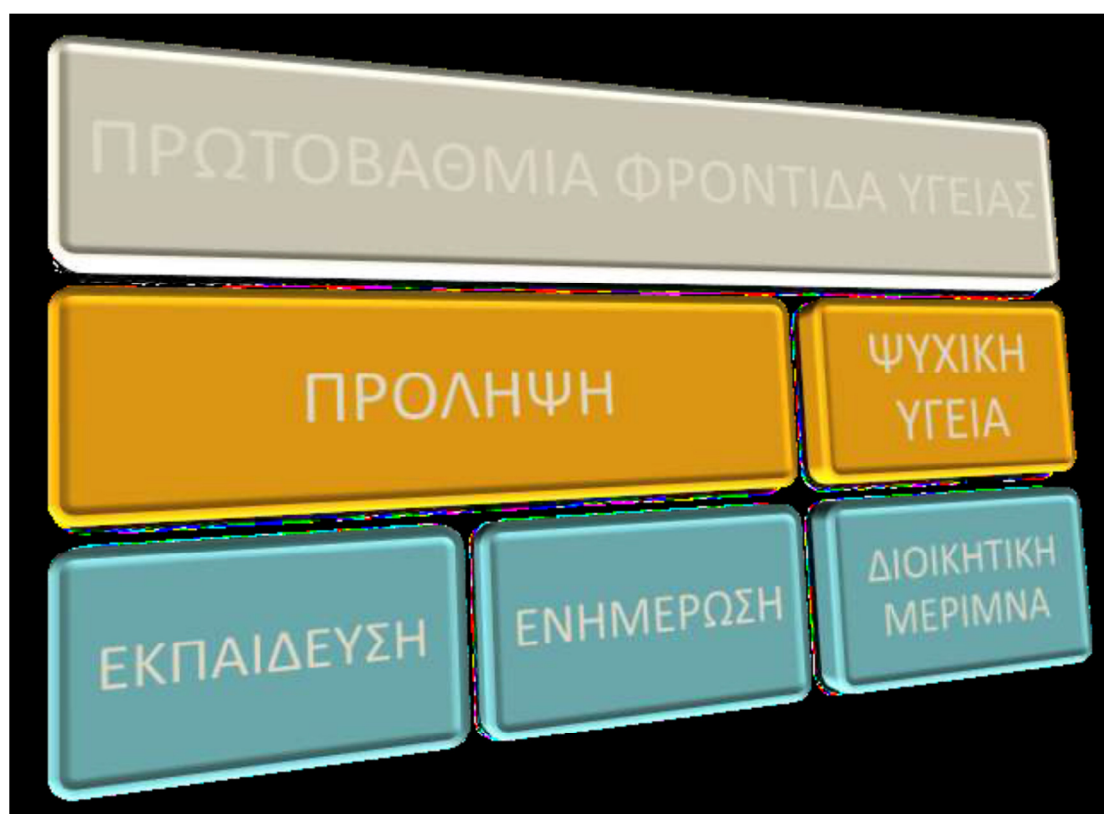 ΠΡΩΤΟΒΑΘΜΙΑ ΦΡΟΝΤΙΔΑ ΥΓΕΙΑΣ
ΠΡΟΛΗΨΗ
ΨΥΧΙΚΗ
ΥΓΕΙΑ
ΕΚΠΑΙΔΕΥΣΗ
ΕΝΗΜΕΡΩΣΗ
ΔΙΟΙΚΗΤΙΚΗ
ΜΕΡΙΜΝΑ